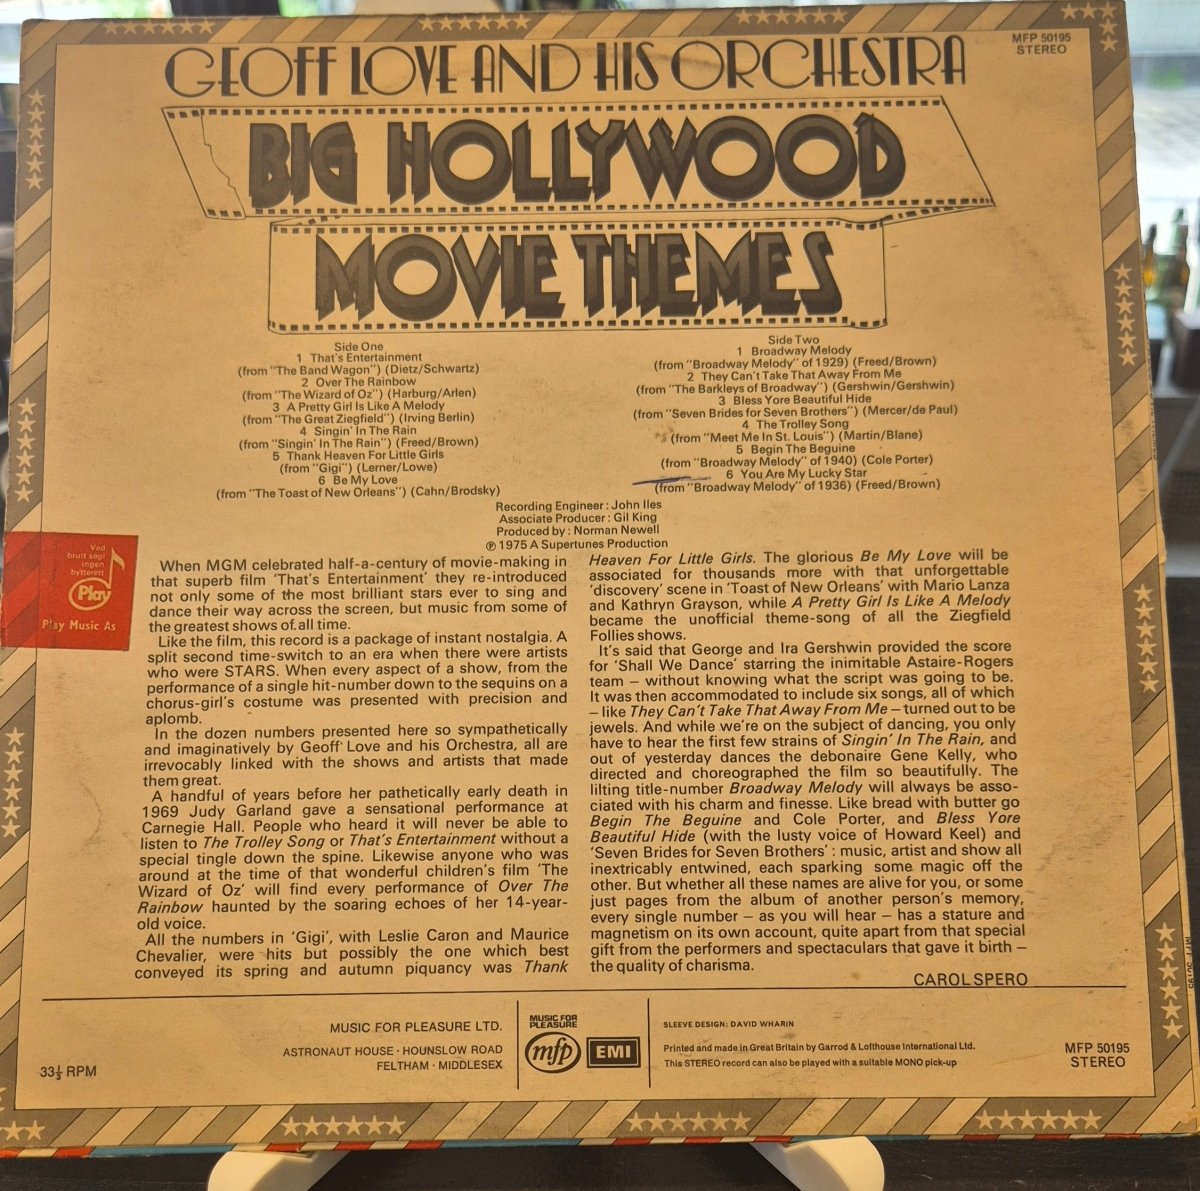 GEOFF LOVE AND HIS ORCHESTRA
MFP 50195
STEREO
BIG HOLLYWOOD
MOVIE THEMES
Side One
1 That's Entertainment
(from "The Band Wagon") (Dietz/Schwartz)
2 Over The Rainbow
(from "The Wizard of Oz") (Harburg/Arlen)
3 A Pretty Girl Is Like A Melody
(from "The Great Ziegfield") (Irving Berlin)
4 Singin' In The Rain
(from "Singin' In The Rain") (Freed/Brown)
5 Thank Heaven For Little Girls
(from "Gigi") (Lerner/Lowe)
6 Be My Love
(from "The Toast of New Orleans") (Cahn/Brodsky)
Side Two
1 Broadway Melody
(from "Broadway Melody" of 1929) (Freed/Brown)
2 They Can't Take That Away From Me
(from "The Barkleys of Broadway") (Gershwin/Gershwin)
3 Bless Yore Beautiful Hide
(from "Seven Brides for Seven Brothers") (Mercer/de Paul)
4 The Trolley Song
(from "Meet Me In St. Louis") (Martin/Blane)
5 Begin The Beguine
(from "Broadway Melody" of 1940) (Cole Porter)
6 You Are My Lucky Star
(from "Broadway Melody" of 1936) (Freed/Brown)
Recording Engineer: John Iles
Associate Producer: Gil King
Produced by: Norman Newell
℗ 1975 A Supertunes Production
Ved
brutt segl
ingen
bytterett
Play
Play Music As
When MGM celebrated half-a-century of movie-making in
that superb film 'That's Entertainment' they re-introduced
not only some of the most brilliant stars ever to sing and
dance their way across the screen, but music from some of
the greatest shows of all time.
Like the film, this record is a package of instant nostalgia. A
split second time-switch to an era when there were artists
who were STARS. When every aspect of a show, from the
performance of a single hit-number down to the sequins on a
chorus-girl's costume was presented with precision and
aplomb.
In the dozen numbers presented here so sympathetically
and imaginatively by Geoff Love and his Orchestra, all are
irrevocably linked with the shows and artists that made
them great.
A handful of years before her pathetically early death in
1969 Judy Garland gave a sensational performance at
Carnegie Hall. People who heard it will never be able to
listen to The Trolley Song or That's Entertainment without a
special tingle down the spine. Likewise anyone who was
around at the time of that wonderful children's film 'The
Wizard of Oz' will find every performance of Over The
Rainbow haunted by the soaring echoes of her 14-year-
old voice.
All the numbers in 'Gigi', with Leslie Caron and Maurice
Chevalier, were hits but possibly the one which best
conveyed its spring and autumn piquancy was Thank
Heaven For Little Girls. The glorious Be My Love will be
associated for thousands more with that unforgettable
'discovery' scene in 'Toast of New Orleans' with Mario Lanza
and Kathryn Grayson, while A Pretty Girl Is Like A Melody
became the unofficial theme-song of all the Ziegfield
Follies shows.
It's said that George and Ira Gershwin provided the score
for 'Shall We Dance' starring the inimitable Astaire-Rogers
team – without knowing what the script was going to be.
It was then accommodated to include six songs, all of which
– like They Can't Take That Away From Me – turned out to be
jewels. And while we're on the subject of dancing, you only
have to hear the first few strains of Singin' In The Rain, and
out of yesterday dances the debonaire Gene Kelly, who
directed and choreographed the film so beautifully. The
lilting title-number Broadway Melody will always be asso-
ciated with his charm and finesse. Like bread with butter go
Begin The Beguine and Cole Porter, and Bless Yore
Beautiful Hide (with the lusty voice of Howard Keel) and
'Seven Brides for Seven Brothers' : music, artist and show all
inextricably entwined, each sparking some magic off the
other. But whether all these names are alive for you, or some
just pages from the album of another person's memory,
every single number – as you will hear – has a stature and
magnetism on its own account, quite apart from that special
gift from the performers and spectaculars that gave it birth –
the quality of charisma.
CAROL SPERO
33⅓ RPM
MUSIC FOR PLEASURE LTD.
ASTRONAUT HOUSE · HOUNSLOW ROAD
FELTHAM · MIDDLESEX
MUSIC FOR
PLEASURE
mfp
EMI
SLEEVE DESIGN: DAVID WHARIN
Printed and made in Great Britain by Garrod & Lofthouse International Ltd.
This STEREO record can also be played with a suitable MONO pick-up
MFP 50195
STEREO
MFP 50195